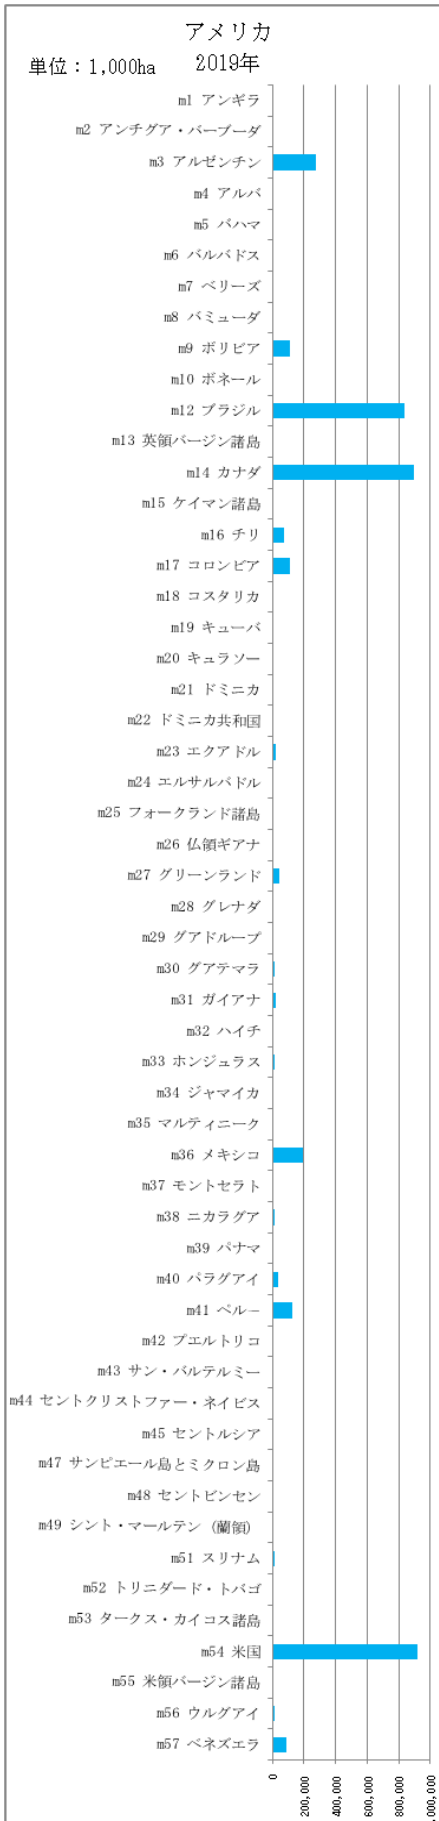 アメリカ
単位：1,000ha 2019年
m1 アンギラ
m2 アンチグア・バーブーダ
m3 アルゼンチン
m4 アルバ
m5 バハマ
m6 バルバドス
m7 ベリーズ
m8 バミューダ
m9 ボリビア
m10 ボネール
m12 ブラジル
m13 英領バージン諸島
m14 カナダ
m15 ケイマン諸島
m16 チリ
m17 コロンビア
m18 コスタリカ
m19 キューバ
m20 キュラソー
m21 ドミニカ
m22 ドミニカ共和国
m23 エクアドル
m24 エルサルバドル
m25 フォークランド諸島
m26 仏領ギアナ
m27 グリーンランド
m28 グレナダ
m29 グアドループ
m30 グアテマラ
m31 ガイアナ
m32 ハイチ
m33 ホンジュラス
m34 ジャマイカ
m35 マルティニーク
m36 メキシコ
m37 モントセラト
m38 ニカラグア
m39 パナマ
m40 パラグアイ
m41 ペルー
m42 プエルトリコ
m43 サン・バルテルミー
m44 セントクリストファー・ネイビス
m45 セントルシア
m47 サンピエール島とミクロン島
m48 セントビンセン
m49 シント・マールテン (蘭領)
m51 スリナム
m52 トリニダード・トバゴ
m53 タークス・カイコス諸島
m54 米国
m55 米領バージン諸島
m56 ウルグアイ
m57 ベネズエラ
0
200,000
400,000
600,000
800,000
,000,000